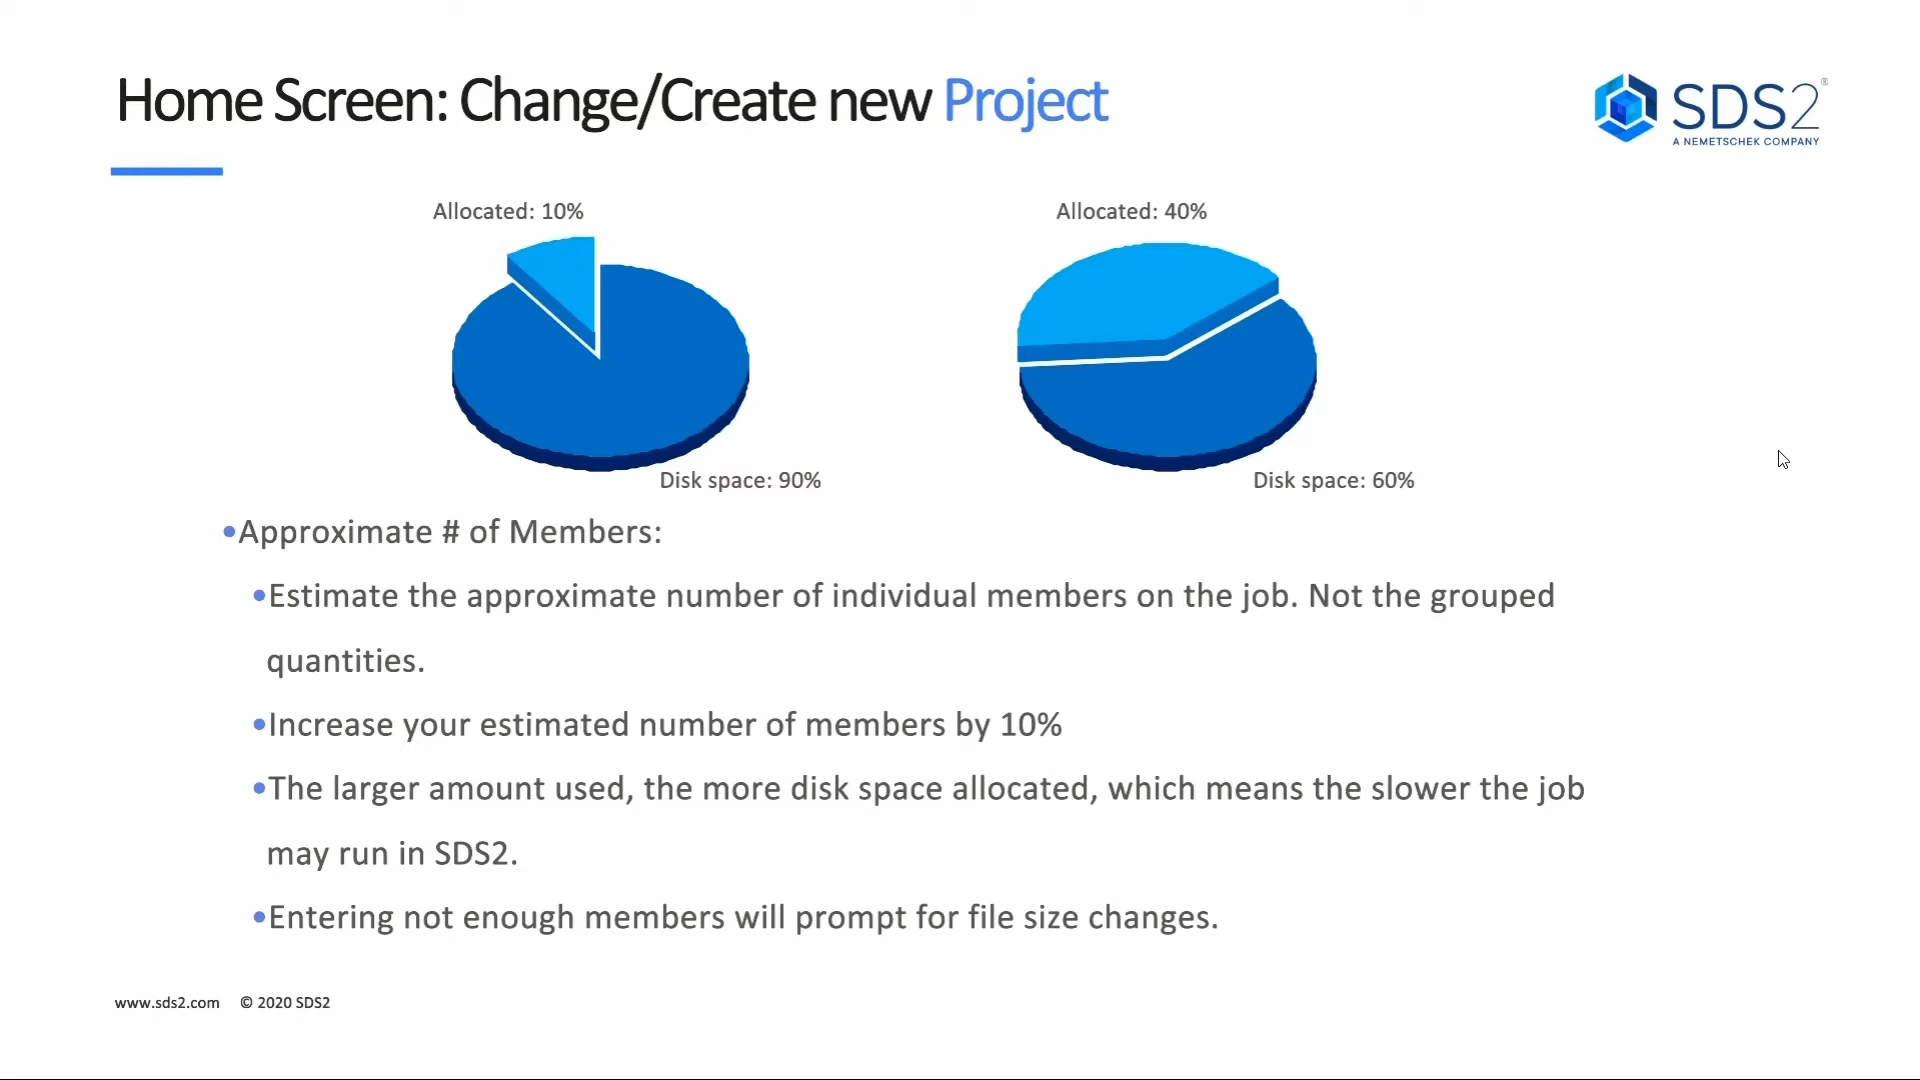 Home Screen: Change/Create new Project
SDS2®
A NEMETSCHEK COMPANY
Allocated: 10%
Allocated: 40%
Disk space: 90%
Disk space: 60%
•Approximate # of Members:
•Estimate the approximate number of individual members on the job. Not the grouped
quantities.
•Increase your estimated number of members by 10%
•The larger amount used, the more disk space allocated, which means the slower the job
may run in SDS2.
•Entering not enough members will prompt for file size changes.
www.sds2.com © 2020 SDS2